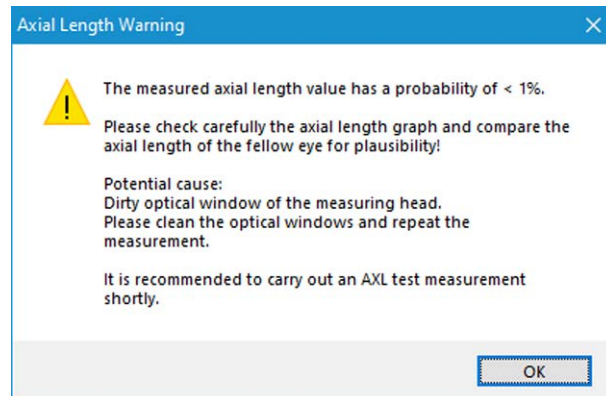 Axial Length Warning
The measured axial length value has a probability of < 1%.
Please check carefully the axial length graph and compare the
axial length of the fellow eye for plausibility!
Potential cause:
Dirty optical window of the measuring head.
Please clean the optical windows and repeat the
measurement.
It is recommended to carry out an AXL test measurement
shortly.
OK